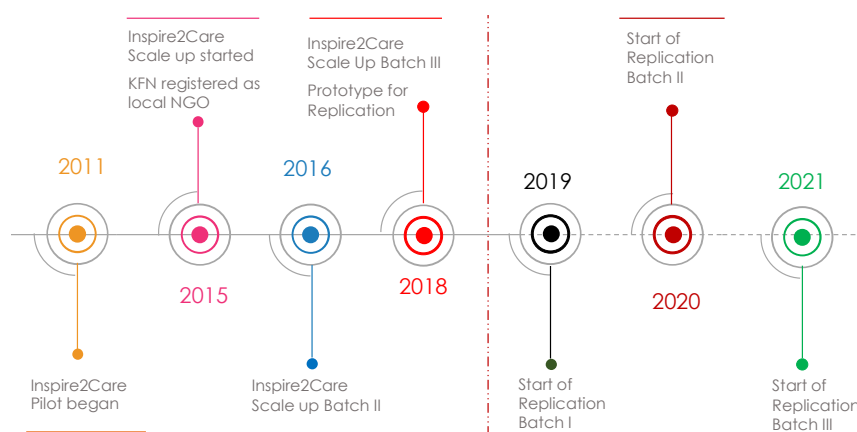 Inspire2Care
Scale up started
KFN registered as
local NGO
Inspire2Care
Scale Up Batch III
Prototype for
Replication
Start of
Replication
Batch II
2011
2016
2019
2021
2015
2018
2020
Inspire2Care
Pilot began
Inspire2Care
Scale up Batch II
Start of
Replication
Batch I
Start of
Replication
Batch III